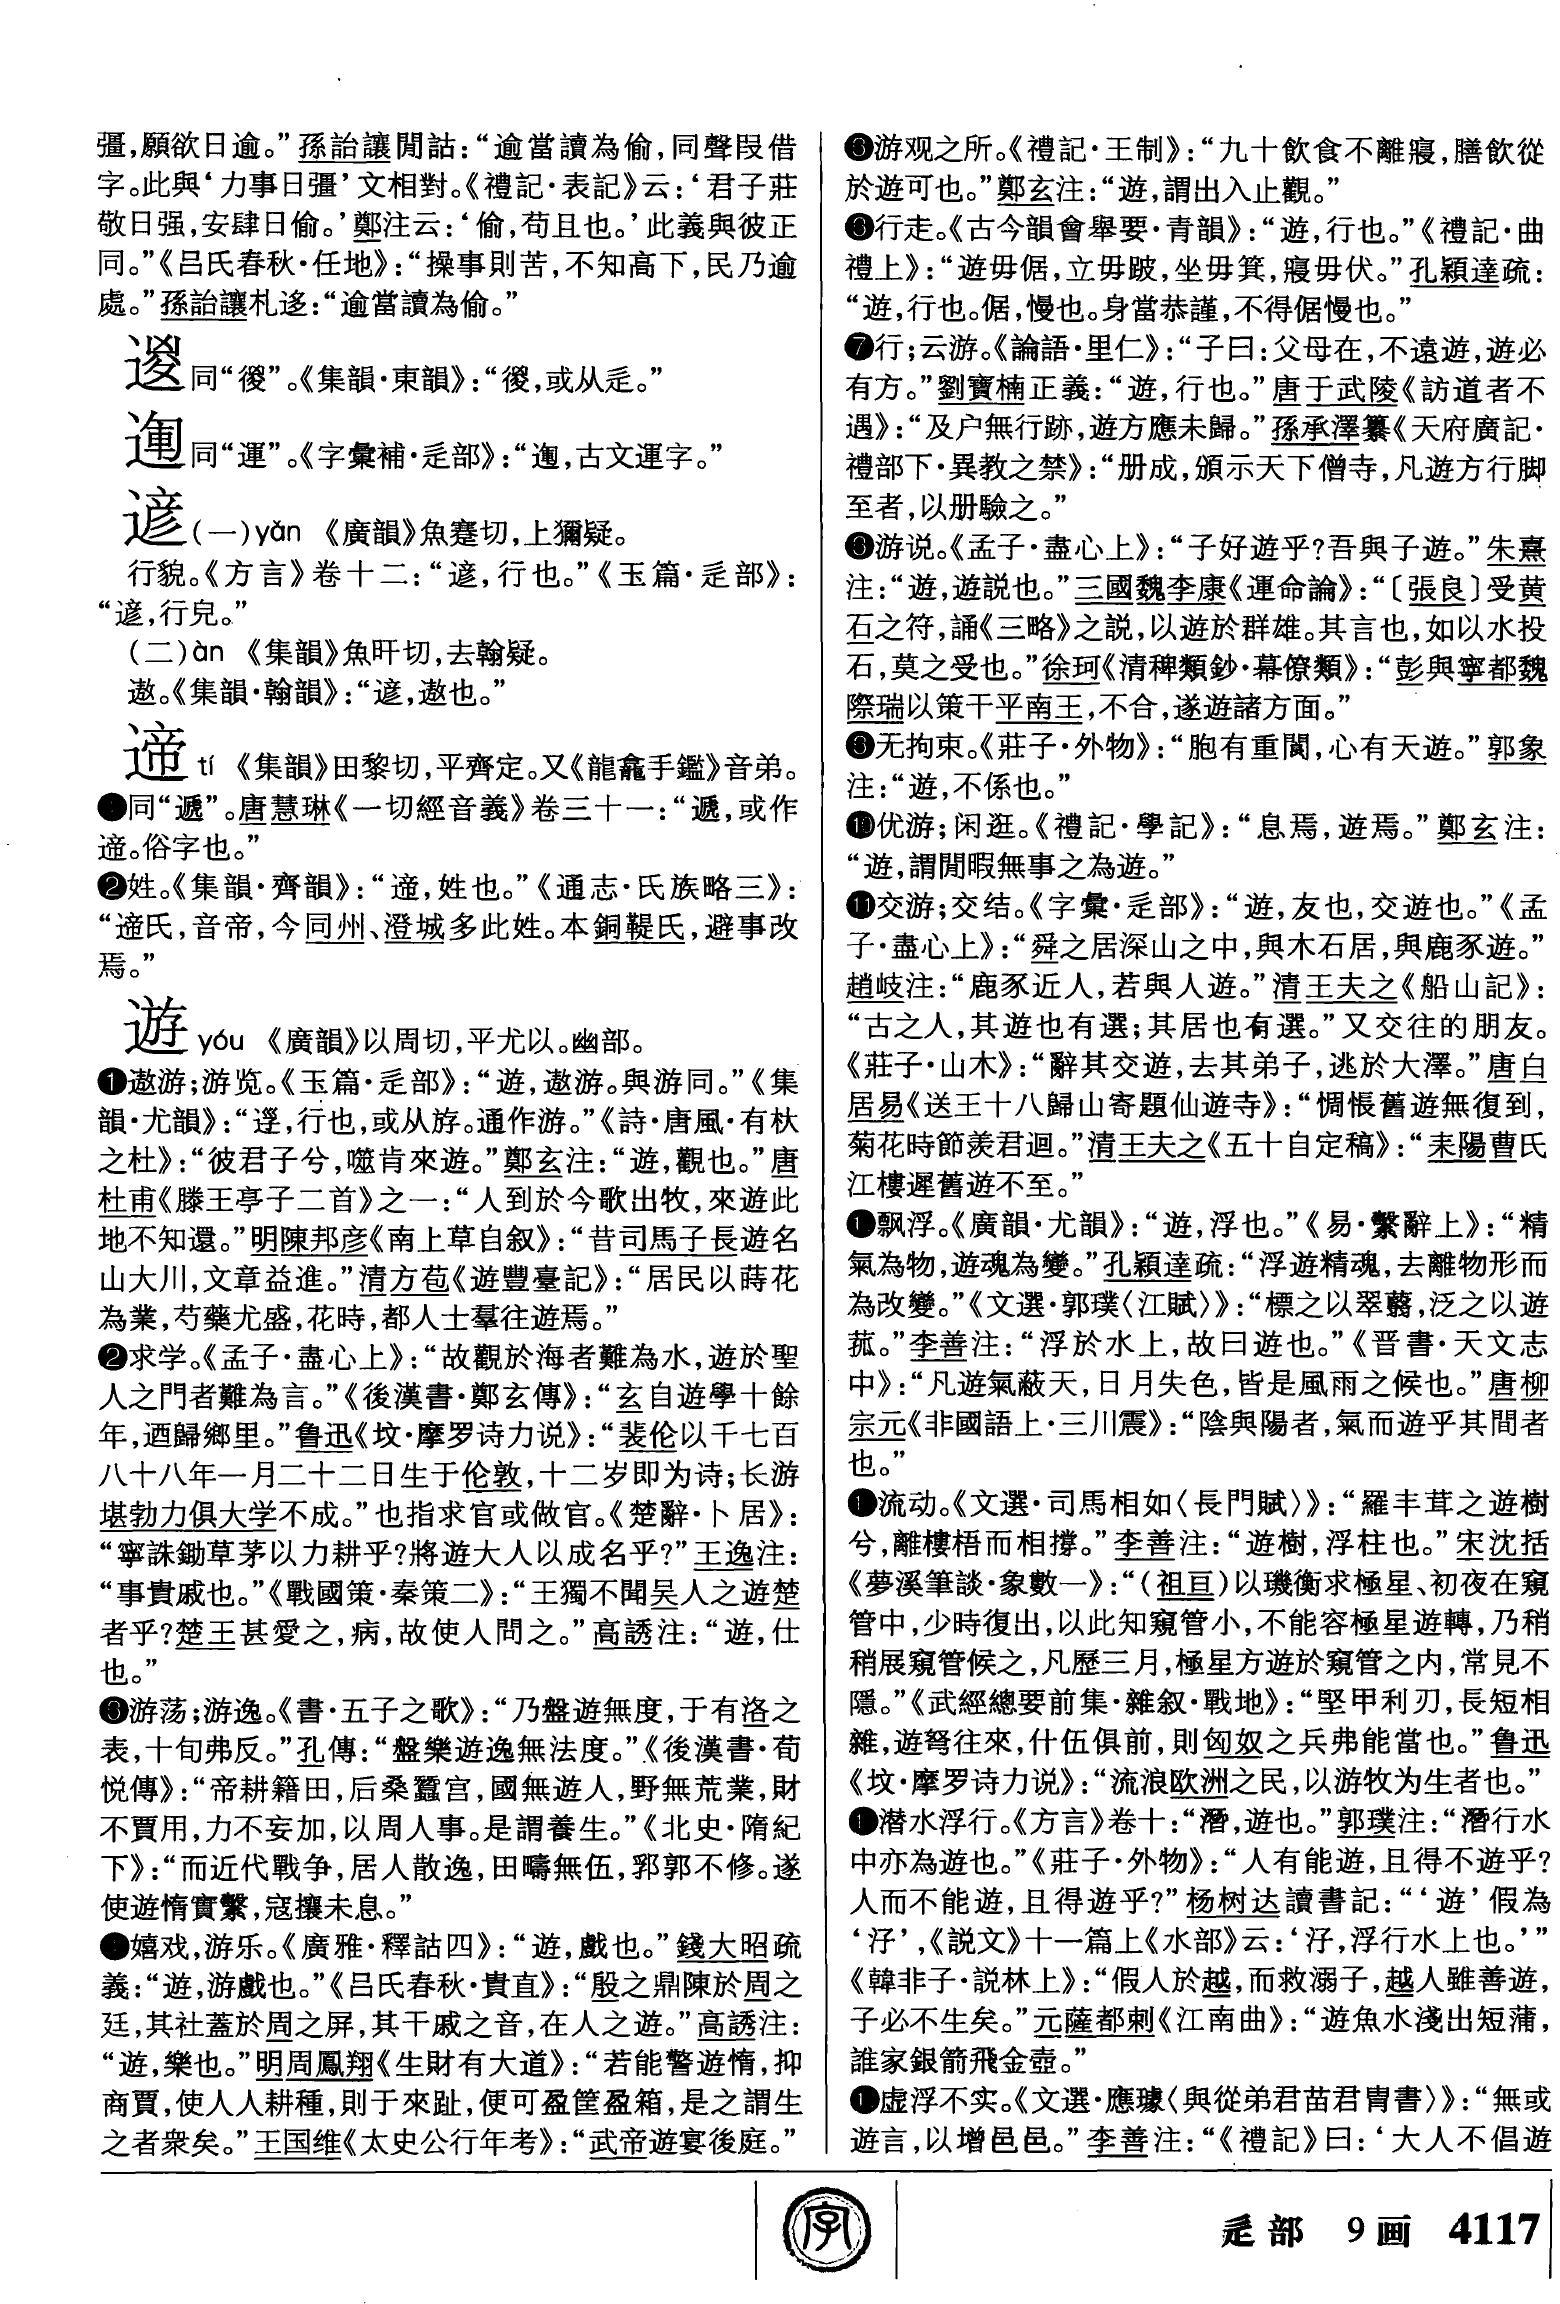 彊，願欲日逾。”孫詒讓閒詁：“逾當讀為偷，同聲叚借
字。此與‘力事日彊’文相對。《禮記·表記》云：‘君子莊
敬日强，安肆日偷。’鄭注云：‘偷，苟且也。’此義與彼正
同。”《吕氏春秋·任地》：“操事則苦，不知高下，民乃逾
處。”孫詒讓札迻：“逾當讀為偷。”
同“㚇”。《集韻·東韻》：“㚇，或从辵。”
同“運”。《字彙補·辵部》：“，古文運字。”
遃(一)yǎn 《廣韻》魚蹇切，上獮疑。
行貌。《方言》卷十二：“遃，行也。”《玉篇·辵部》：
“遃，行皃。”
(二)àn 《集韻》魚旰切，去翰疑。
遨。《集韻·翰韻》：“遃，遨也。”
遆tí 《集韻》田黎切，平齊定。又《龍龕手鑑》音弟。
❶同“遞”。唐慧琳《一切經音義》卷三十一：“遞，或作
遆。俗字也。”
❷姓。《集韻·齊韻》：“遆，姓也。”《通志·氏族略三》：
“遆氏，音帝，今同州、澄城多此姓。本銅鞮氏，避事改
焉。”
遊yóu 《廣韻》以周切，平尤以。幽部。
❶遨游；游览。《玉篇·辵部》：“遊，遨游。與游同。”《集
韻·尤韻》：“逕，行也，或从斿。通作游。”《詩·唐風·有杕
之杜》：“彼君子兮，噬肯來遊。”鄭玄注：“遊，觀也。”唐
杜甫《滕王亭子二首》之一：“人到於今歌出牧，來遊此
地不知還。”明陳邦彦《南上草自叙》：“昔司馬子長遊名
山大川，文章益進。”清方苞《遊豐臺記》：“居民以蒔花
為業，芍藥尤盛，花時，都人士羣往遊焉。”
❷求学。《孟子·盡心上》：“故觀於海者難為水，遊於聖
人之門者難為言。”《後漢書·鄭玄傳》：“玄自遊學十餘
年，迺歸鄉里。”鲁迅《坟·摩罗诗力说》：“裴伦以千七百
八十八年一月二十二日生于伦敦，十二岁即为诗；长游
堪勃力俱大学不成。”也指求官或做官。《楚辭·卜居》：
“寧誅鋤草茅以力耕乎？將遊大人以成名乎？”王逸注：
“事貴戚也。”《戰國策·秦策二》：“王獨不聞吴人之遊楚
者乎？楚王甚愛之，病，故使人問之。”高誘注：“遊，仕
也。”
❸游荡；游逸。《書·五子之歌》：“乃盤遊無度，于有洛之
表，十旬弗反。”孔傳：“盤樂遊逸無法度。”《後漢書·荀
悦傳》：“帝耕籍田，后桑蠶宫，國無遊人，野無荒業，財
不賈用，力不妄加，以周人事。是謂養生。”《北史·隋紀
下》：“而近代戰争，居人散逸，田疇無伍，郛郭不修。遂
使遊惰實繫，寇攘未息。”
❹嬉戏，游乐。《廣雅·釋詁四》：“遊，戲也。”錢大昭疏
義：“遊，游戲也。”《吕氏春秋·貴直》：“殷之鼎陳於周之
廷，其社蓋於周之屏，其干戚之音，在人之遊。”高誘注：
“遊，樂也。”明周鳳翔《生財有大道》：“若能警遊惰，抑
商賈，使人人耕種，則于來趾，便可盈筐盈箱，是之謂生
之者衆矣。”王国维《太史公行年考》：“武帝遊宴後庭。”
❺游观之所。《禮記·王制》：“九十飲食不離寢，膳飲從
於遊可也。”鄭玄注：“遊，謂出入止觀。”
❻行走。《古今韻會舉要·青韻》：“遊，行也。”《禮記·曲
禮上》：“遊毋倨，立毋跛，坐毋箕，寢毋伏。”孔穎達疏：
“遊，行也。倨，慢也。身當恭謹，不得倨慢也。”
❼行；云游。《論語·里仁》：“子曰：父母在，不遠遊，遊必
有方。”劉寶楠正義：“遊，行也。”唐于武陵《訪道者不
遇》：“及户無行跡，遊方應未歸。”孫承澤纂《天府廣記·
禮部下·異教之禁》：“册成，頒示天下僧寺，凡遊方行脚
至者，以册驗之。”
❽游说。《孟子·盡心上》：“子好遊乎？吾與子遊。”朱熹
注：“遊，遊説也。”三國魏李康《運命論》：“〔張良〕受黄
石之符，誦《三略》之説，以遊於群雄。其言也，如以水投
石，莫之受也。”徐珂《清稗類鈔·幕僚類》：“彭與寧都魏
際瑞以策干平南王，不合，遂遊諸方面。”
❾无拘束。《莊子·外物》：“胞有重閬，心有天遊。”郭象
注：“遊，不係也。”
❿优游；闲逛。《禮記·學記》：“息焉，遊焉。”鄭玄注：
“遊，謂閒暇無事之為遊。”
⓫交游；交结。《字彙·辵部》：“遊，友也，交遊也。”《孟
子·盡心上》：“舜之居深山之中，與木石居，與鹿豕遊。”
趙岐注：“鹿豕近人，若與人遊。”清王夫之《船山記》：
“古之人，其遊也有選；其居也有選。”又交往的朋友。
《莊子·山木》：“辭其交遊，去其弟子，逃於大澤。”唐白
居易《送王十八歸山寄題仙遊寺》：“惆悵舊遊無復到，
菊花時節羨君迴。”清王夫之《五十自定稿》：“耒陽曹氏
江樓遲舊遊不至。”
⓬飘浮。《廣韻·尤韻》：“遊，浮也。”《易·繫辭上》：“精
氣為物，遊魂為變。”孔穎達疏：“浮遊精魂，去離物形而
為改變。”《文選·郭璞〈江賦〉》：“標之以翠蘙，泛之以遊
菰。”李善注：“浮於水上，故曰遊也。”《晋書·天文志
中》：“凡遊氣蔽天，日月失色，皆是風雨之候也。”唐柳
宗元《非國語上·三川震》：“陰與陽者，氣而遊乎其間者
也。”
⓭流动。《文選·司馬相如〈長門賦〉》：“羅丰茸之遊樹
兮，離樓梧而相撐。”李善注：“遊樹，浮柱也。”宋沈括
《夢溪筆談·象數一》：“(祖亘)以璣衡求極星、初夜在窺
管中，少時復出，以此知窺管小，不能容極星遊轉，乃稍
稍展窺管候之，凡歷三月，極星方遊於窺管之内，常見不
隱。”《武經總要前集·雜叙·戰地》：“堅甲利刃，長短相
雜，遊弩往來，什伍俱前，則匈奴之兵弗能當也。”鲁迅
《坟·摩罗诗力说》：“流浪欧洲之民，以游牧为生者也。”
⓮潜水浮行。《方言》卷十：“潛，遊也。”郭璞注：“潛行水
中亦為遊也。”《莊子·外物》：“人有能遊，且得不遊乎？
人而不能遊，且得遊乎？”杨树达讀書記：“‘遊’假為
‘汓’，《説文》十一篇上《水部》云：‘汓，浮行水上也。’”
《韓非子·説林上》：“假人於越，而救溺子，越人雖善遊，
子必不生矣。”元薩都剌《江南曲》：“遊魚水淺出短蒲，
誰家銀箭飛金壺。”
⓯虚浮不实。《文選·應璩〈與從弟君苗君胄書〉》：“無或
遊言，以增邑邑。”李善注：“《禮記》曰：‘大人不倡遊
字
辵部 9画 4117